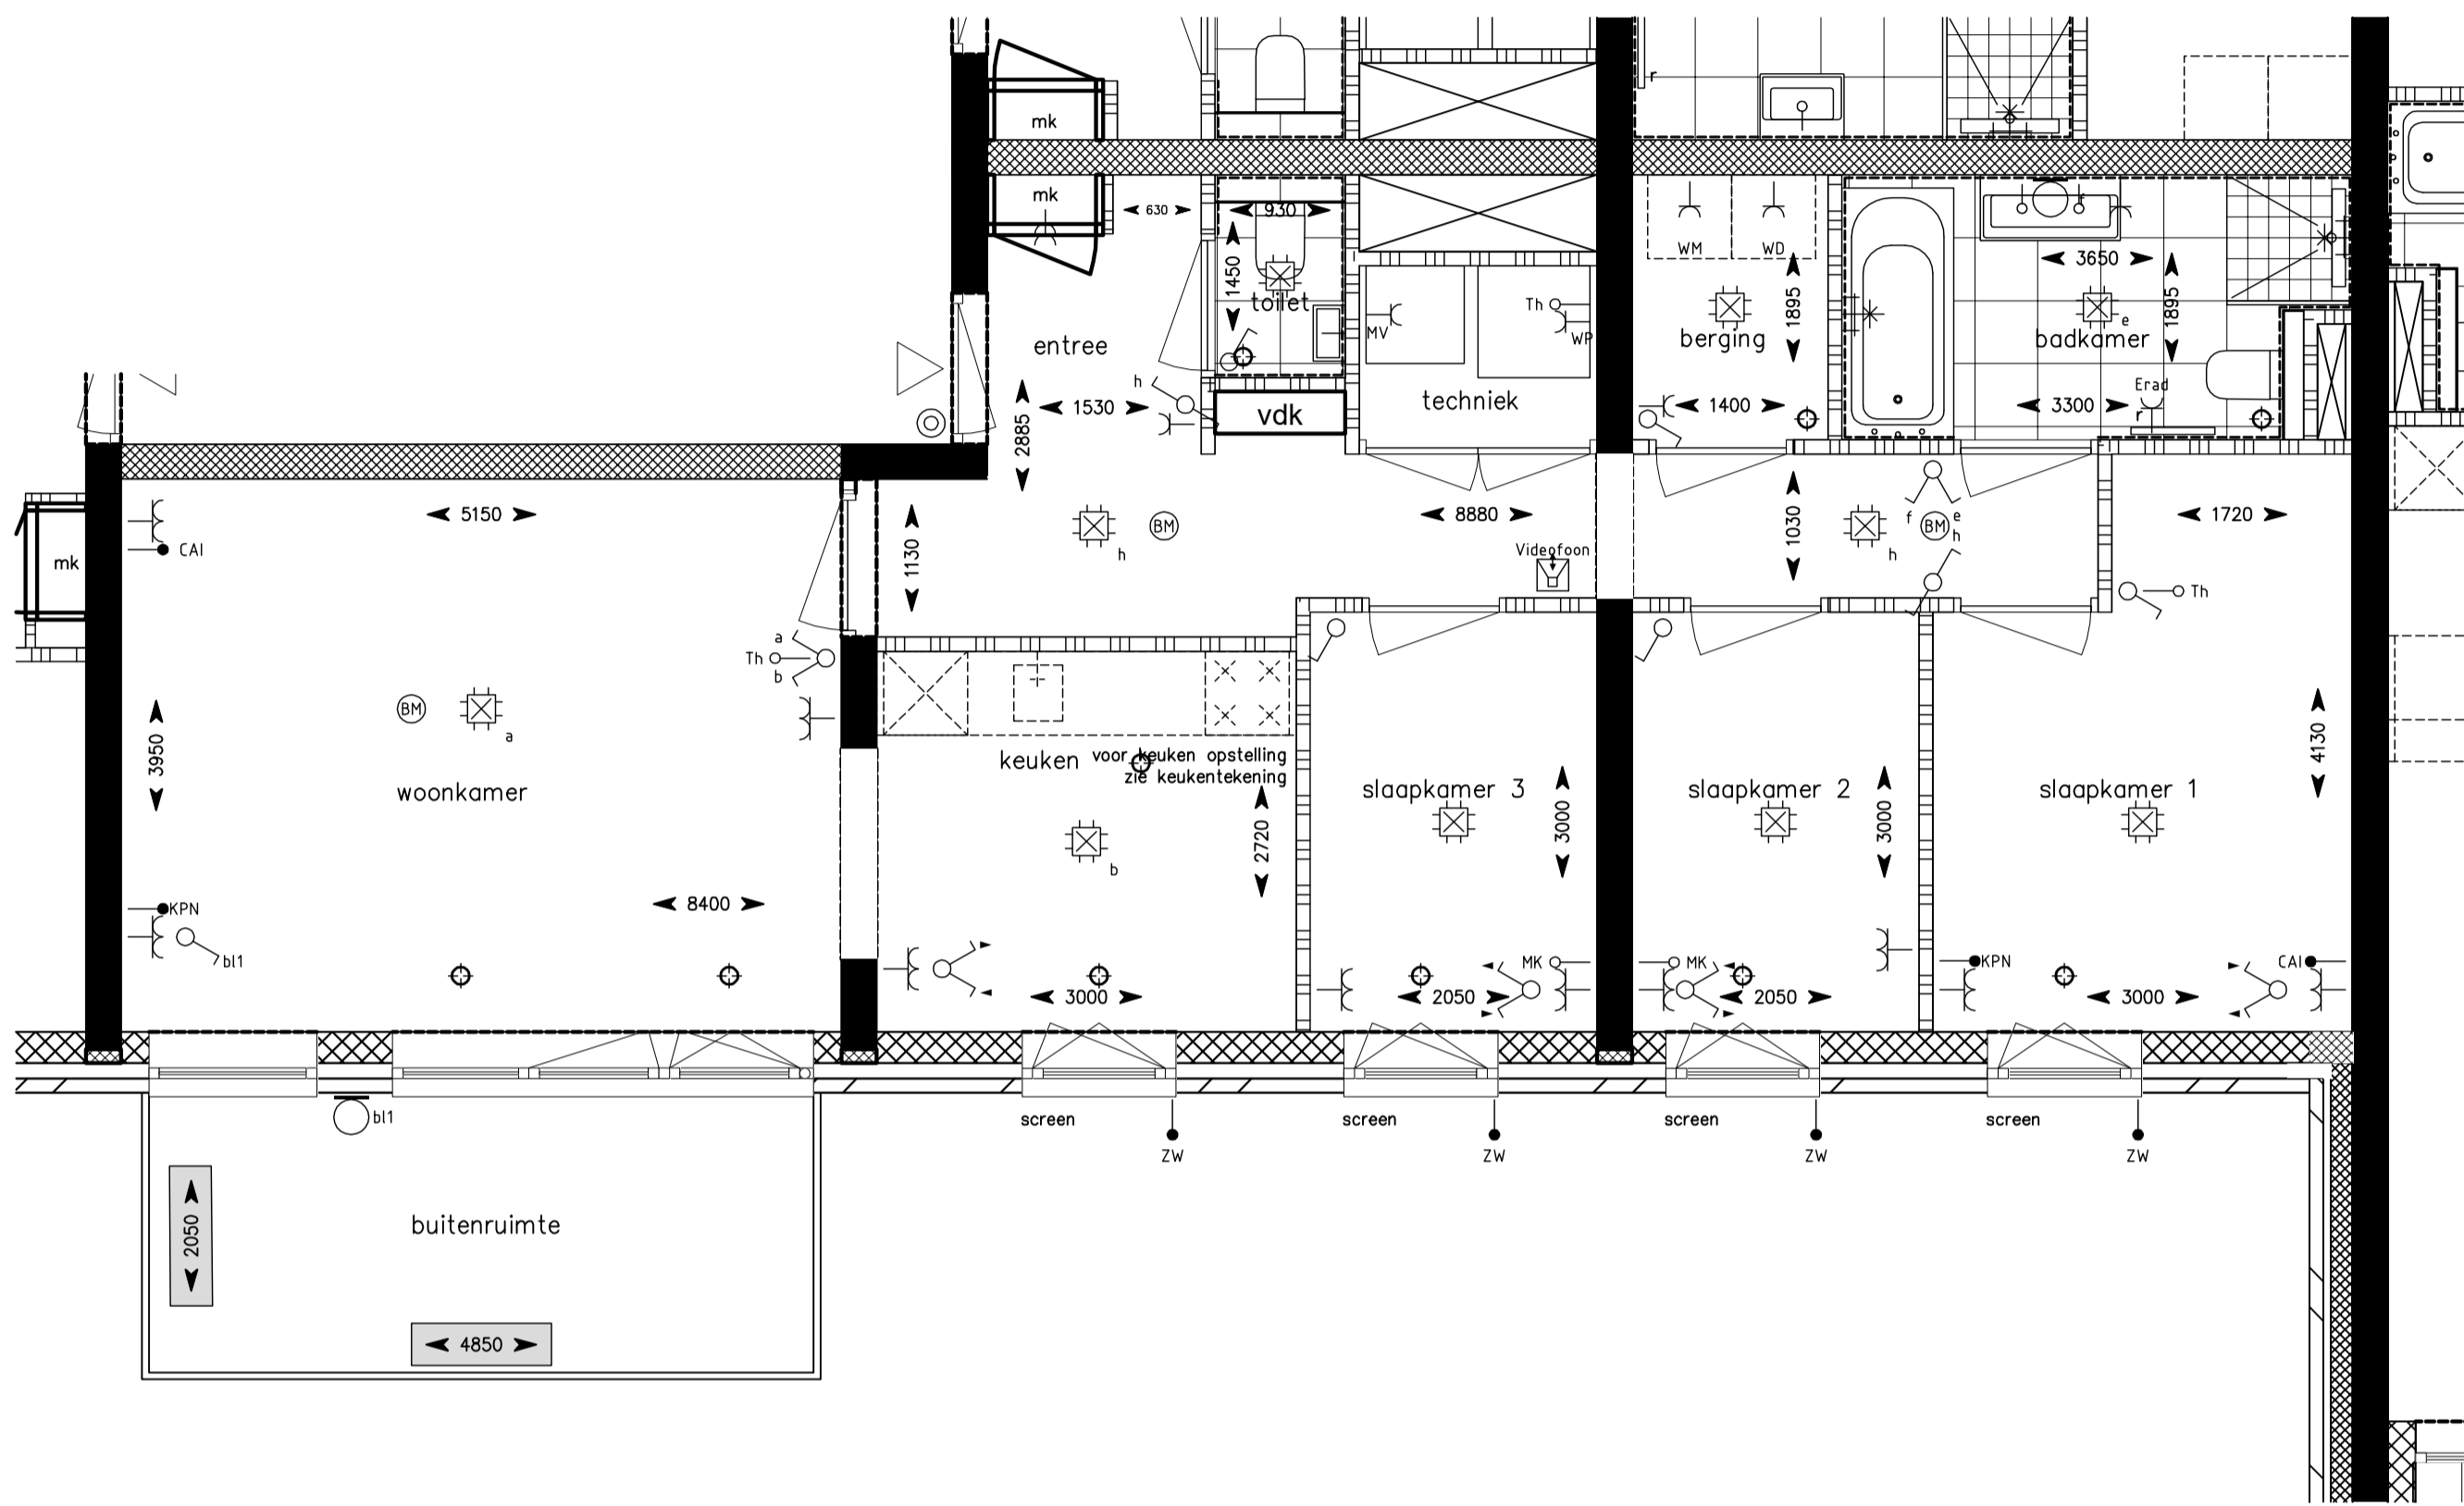 mk
r
mk
630
930
1450
toilet
WM
WD
3650
f
1895
1895
e
Th
MV
WP
entree
berging
badkamer
h
1530
2885
vdk
techniek
1400
3300
Erad
r
5150
CAI
mk
1130
h
BM
8880
Videofoon
1030
h
f
BM
e
h
1720
Th
a
Th
b
BM
a
3950
woonkamer
keuken
voor keuken opstelling
zie keukentekening
2720
b
slaapkamer 3
3000
slaapkamer 2
3000
slaapkamer 1
4130
KPN
bl1
8400
3000
MK
2050
MK
2050
KPN
3000
CAI
bl1
screen
ZW
screen
ZW
screen
ZW
screen
ZW
2050
buitenruimte
4850